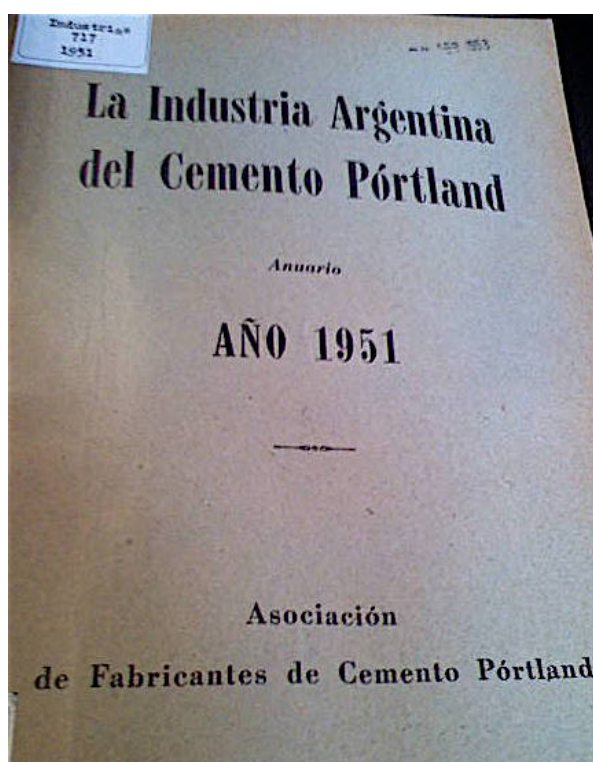 Industrias
717
1951
La Industria Argentina
del Cemento Pórtland
Anuario
AÑO 1951
Asociación
de Fabricantes de Cemento Pórtland